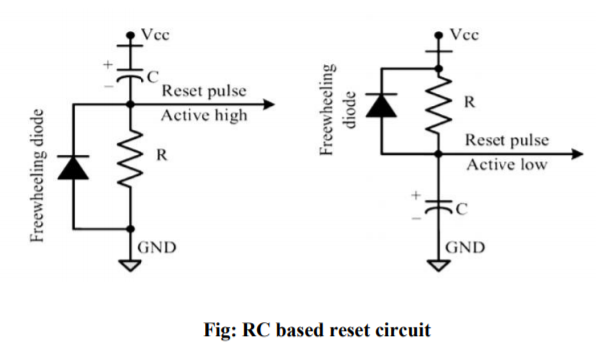 Vcc
+
−
C
Reset pulse
Active high
Freewheeling diode
R
GND
Vcc
Freewheeling
diode
R
Reset pulse
Active low
+
−
C
GND
Fig: RC based reset circuit